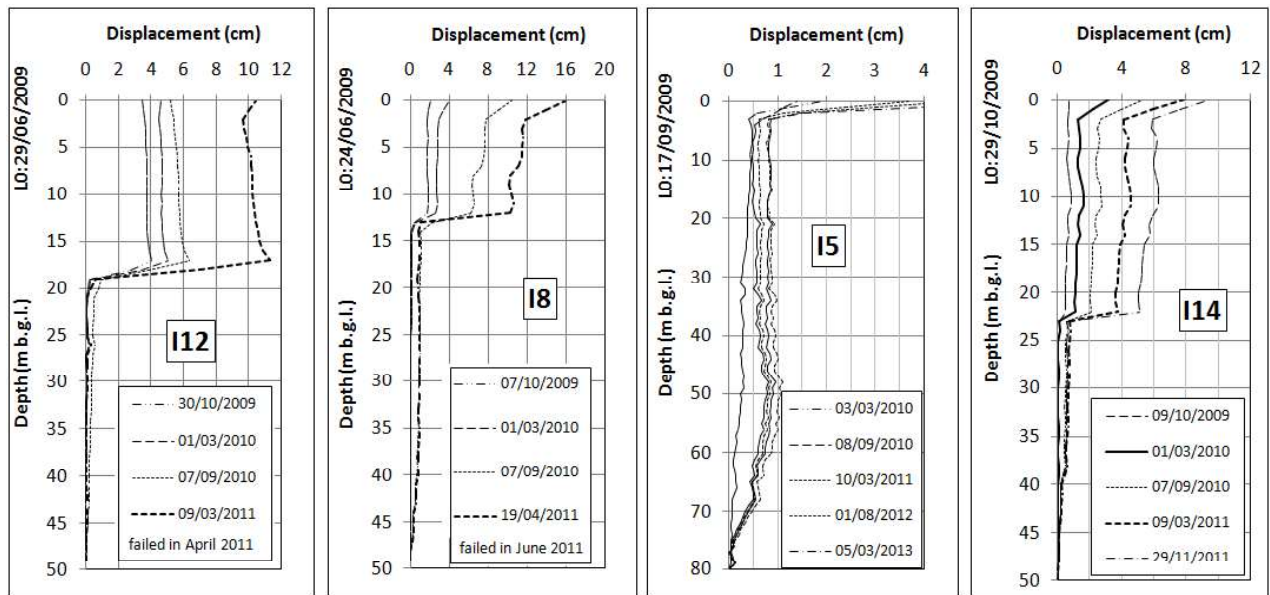 Displacement (cm)
0 2 4 6 8 10 12
L0:29/06/2009
Depth (m b.g.l.)
0
5
10
15
20
25
30
35
40
45
50
I12
30/10/2009
01/03/2010
07/09/2010
09/03/2011
failed in April 2011
Displacement (cm)
0 4 8 12 16 20
L0:24/06/2009
Depth (m b.g.l.)
0
5
10
15
20
25
30
35
40
45
50
I8
07/10/2009
01/03/2010
07/09/2010
19/04/2011
failed in June 2011
Displacement (cm)
0 1 2 3 4
L0:17/09/2009
Depth (m b.g.l.)
0
10
20
30
40
50
60
70
80
I5
03/03/2010
08/09/2010
10/03/2011
01/08/2012
05/03/2013
Displacement (cm)
0 4 8 12
L0:29/10/2009
Depth (m b.g.l.)
0
5
10
15
20
25
30
35
40
45
50
I14
09/10/2009
01/03/2010
07/09/2010
09/03/2011
29/11/2011